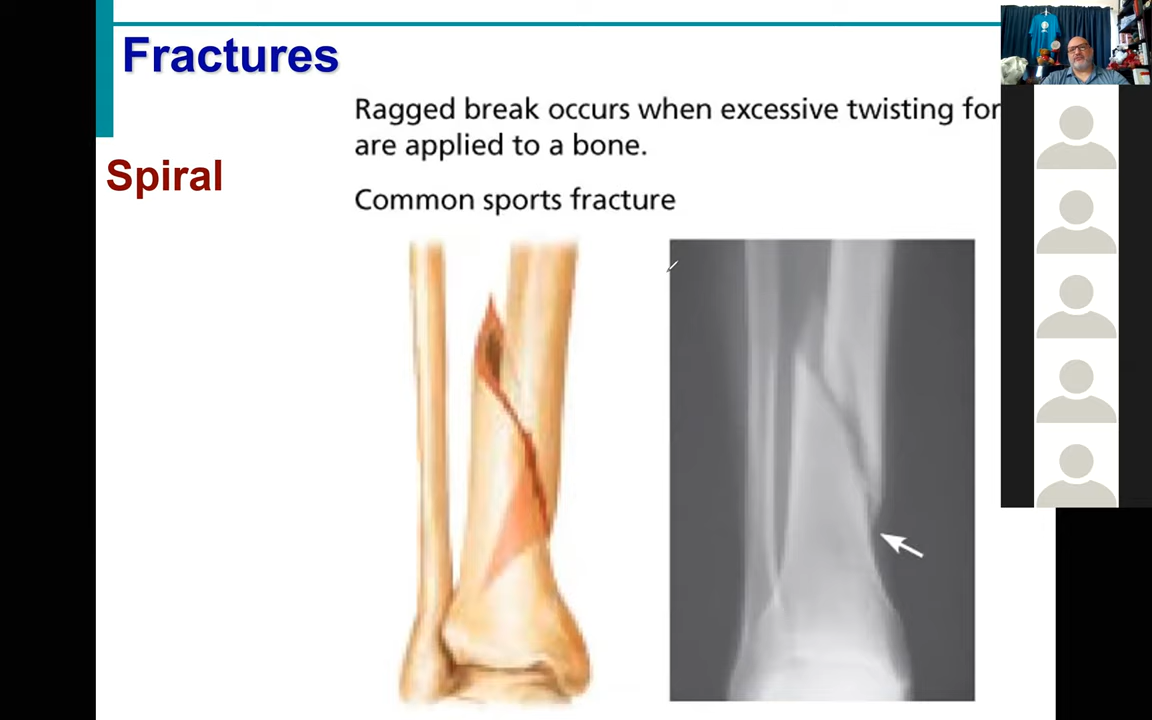 Fractures
Ragged break occurs when excessive twisting for
are applied to a bone.
Spiral
Common sports fracture